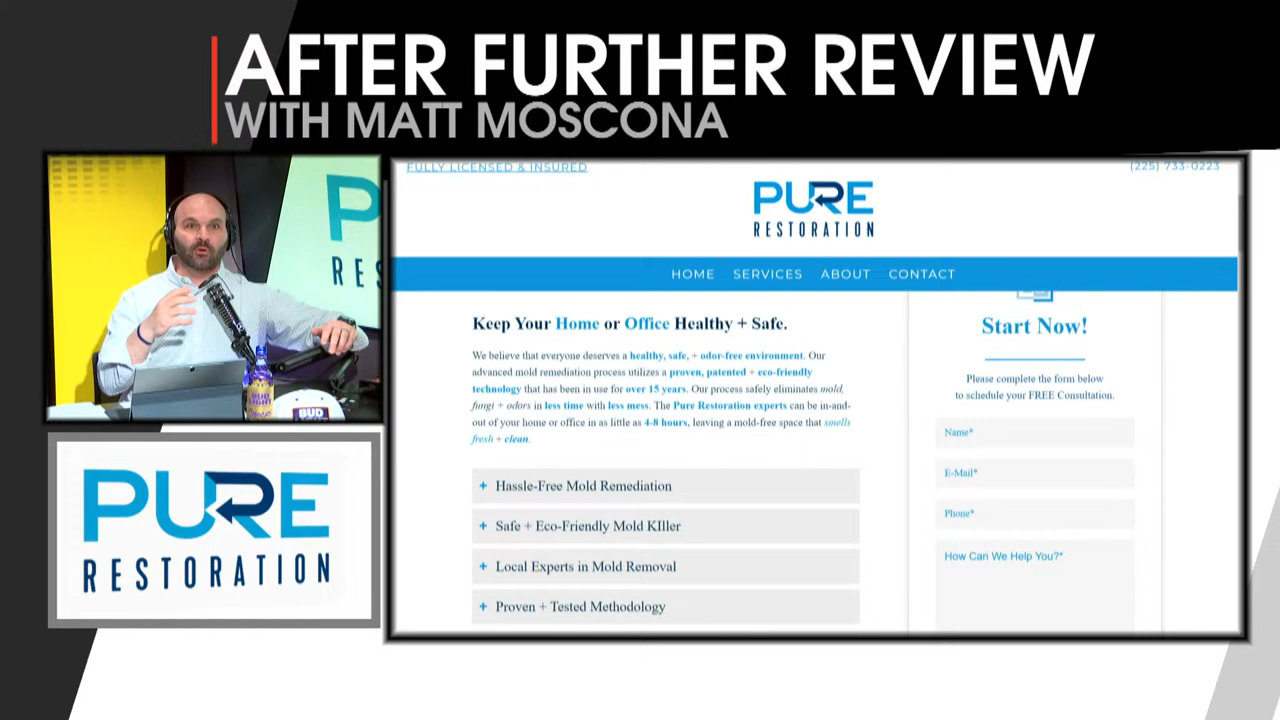 AFTER FURTHER REVIEW
WITH MATT MOSCONA
FULLY LICENSED & INSURED
(225) 733-0223
PURE
RESTORATION
HOME SERVICES ABOUT CONTACT
Keep Your Home or Office Healthy + Safe.
We believe that everyone deserves a healthy, safe, + odor-free environment. Our
advanced mold remediation process utilizes a proven, patented + eco-friendly
technology that has been in use for over 15 years. Our process safely eliminates mold,
fungi + odors in less time with less mess. The Pure Restoration experts can be in-and-
out of your home or office in as little as 4-8 hours, leaving a mold-free space that smells
fresh + clean.
+ Hassle-Free Mold Remediation
+ Safe + Eco-Friendly Mold KIller
+ Local Experts in Mold Removal
+ Proven + Tested Methodology
Start Now!
Please complete the form below
to schedule your FREE Consultation.
Name*
E-Mail*
Phone*
How Can We Help You?*
P
RES
BUD
LIGHT
BUD
PURE
RESTORATION